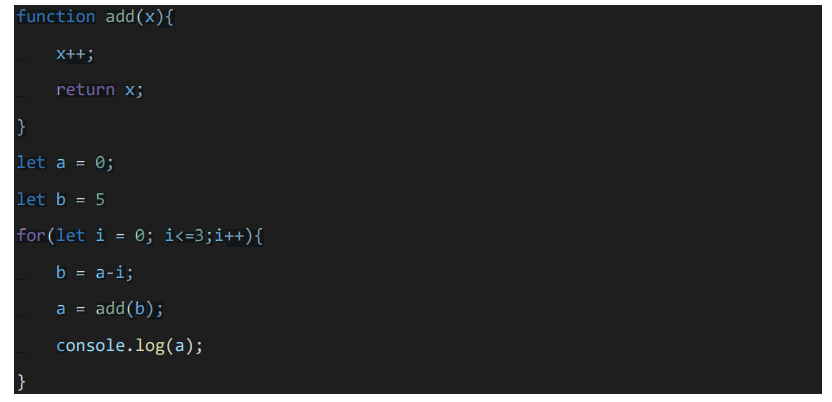 function add(x){
    x++;
    return x;
}
let a = 0;
let b = 5
for(let i = 0; i<=3;i++){
    b = a-i;
    a = add(b);
    console.log(a);
}